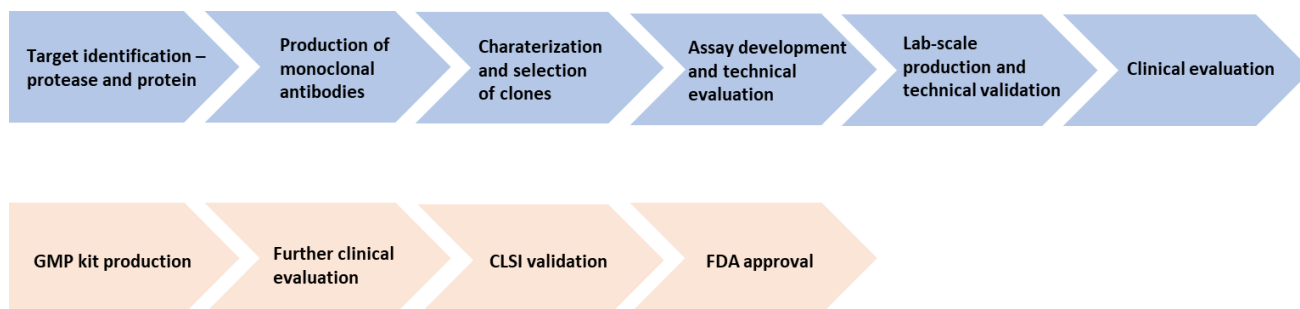 Target identification –
protease and protein
Production of
monoclonal
antibodies
Charaterization
and selection
of clones
Assay development
and technical
evaluation
Lab-scale
production and
technical validation
Clinical evaluation
GMP kit production
Further clinical
evaluation
CLSI validation
FDA approval